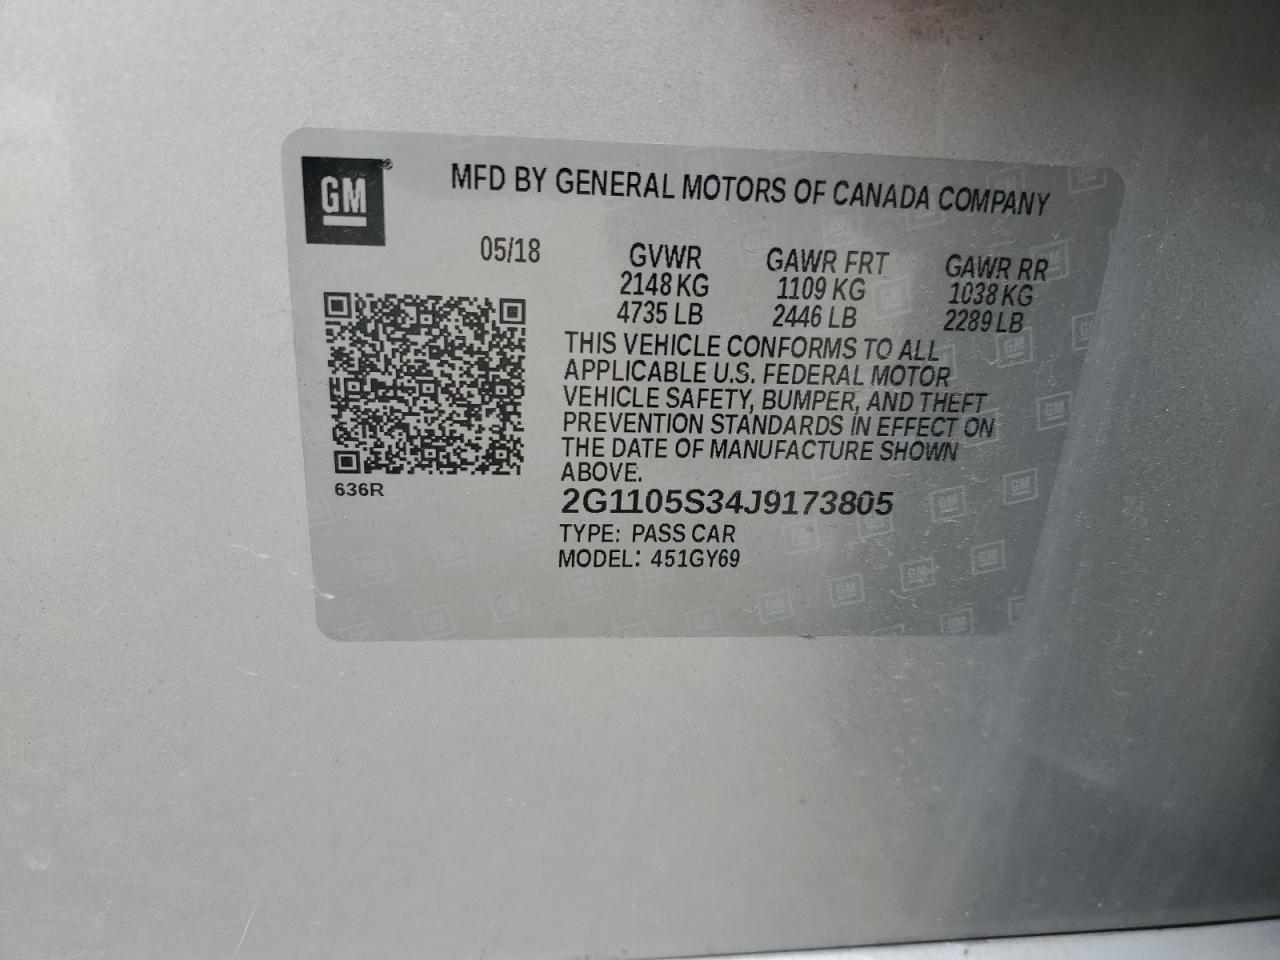 GM®
MFD BY GENERAL MOTORS OF CANADA COMPANY
05/18
GVWR GAWR FRT GAWR RR
2148 KG 1109 KG 1038 KG
4735 LB 2446 LB 2289 LB
THIS VEHICLE CONFORMS TO ALL
APPLICABLE U.S. FEDERAL MOTOR
VEHICLE SAFETY, BUMPER, AND THEFT
PREVENTION STANDARDS IN EFFECT ON
THE DATE OF MANUFACTURE SHOWN
ABOVE.
636R
2G1105S34J9173805
TYPE: PASS CAR
MODEL: 451GY69